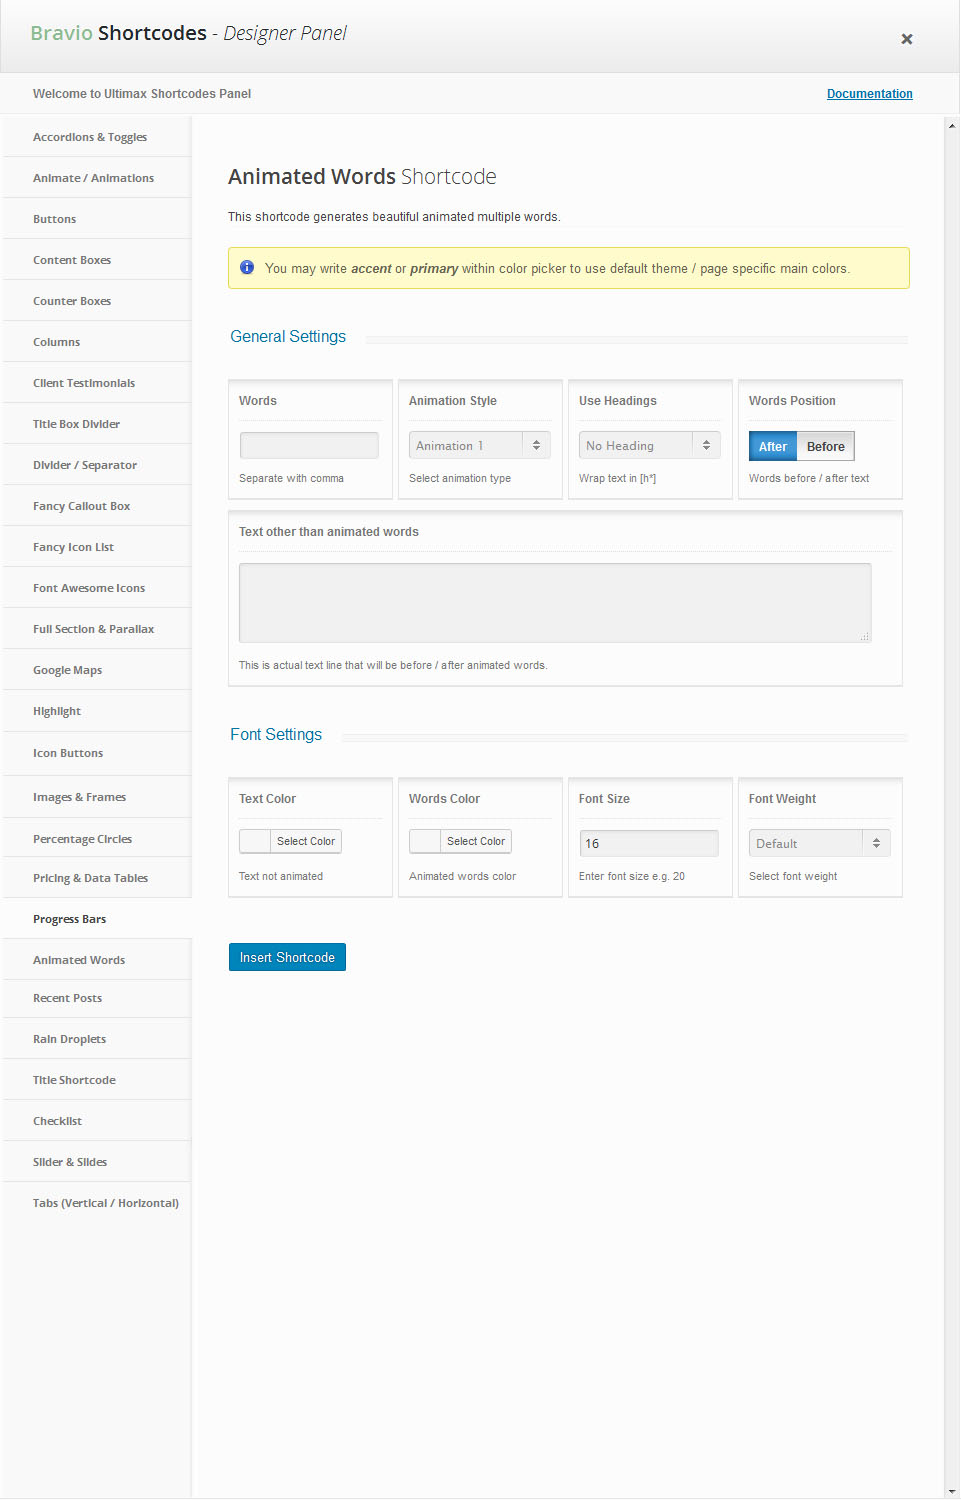 Bravio Shortcodes - Designer Panel
Welcome to Ultimax Shortcodes Panel
Documentation
Accordions & Toggles
Animate / Animations
Buttons
Content Boxes
Counter Boxes
Columns
Client Testimonials
Title Box Divider
Divider / Separator
Fancy Callout Box
Fancy Icon List
Font Awesome Icons
Full Section & Parallax
Google Maps
Highlight
Icon Buttons
Images & Frames
Percentage Circles
Pricing & Data Tables
Progress Bars
Animated Words
Recent Posts
Rain Droplets
Title Shortcode
Checklist
Slider & Slides
Tabs (Vertical / Horizontal)
Animated Words Shortcode
This shortcode generates beautiful animated multiple words.
You may write accent or primary within color picker to use default theme / page specific main colors.
General Settings
Words
Separate with comma
Animation Style
Animation 1
Select animation type
Use Headings
No Heading
Wrap text in [h*]
Words Position
After Before
Words before / after text
Text other than animated words
This is actual text line that will be before / after animated words.
Font Settings
Text Color
Select Color
Text not animated
Words Color
Select Color
Animated words color
Font Size
16
Enter font size e.g. 20
Font Weight
Default
Select font weight
Insert Shortcode